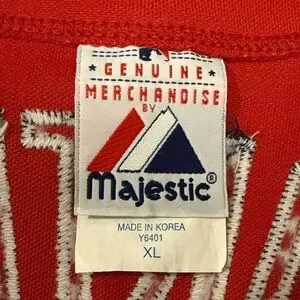 GENUINE
MERCHANDISE
BY
Majestic®
MADE IN KOREA
Y6401
XL